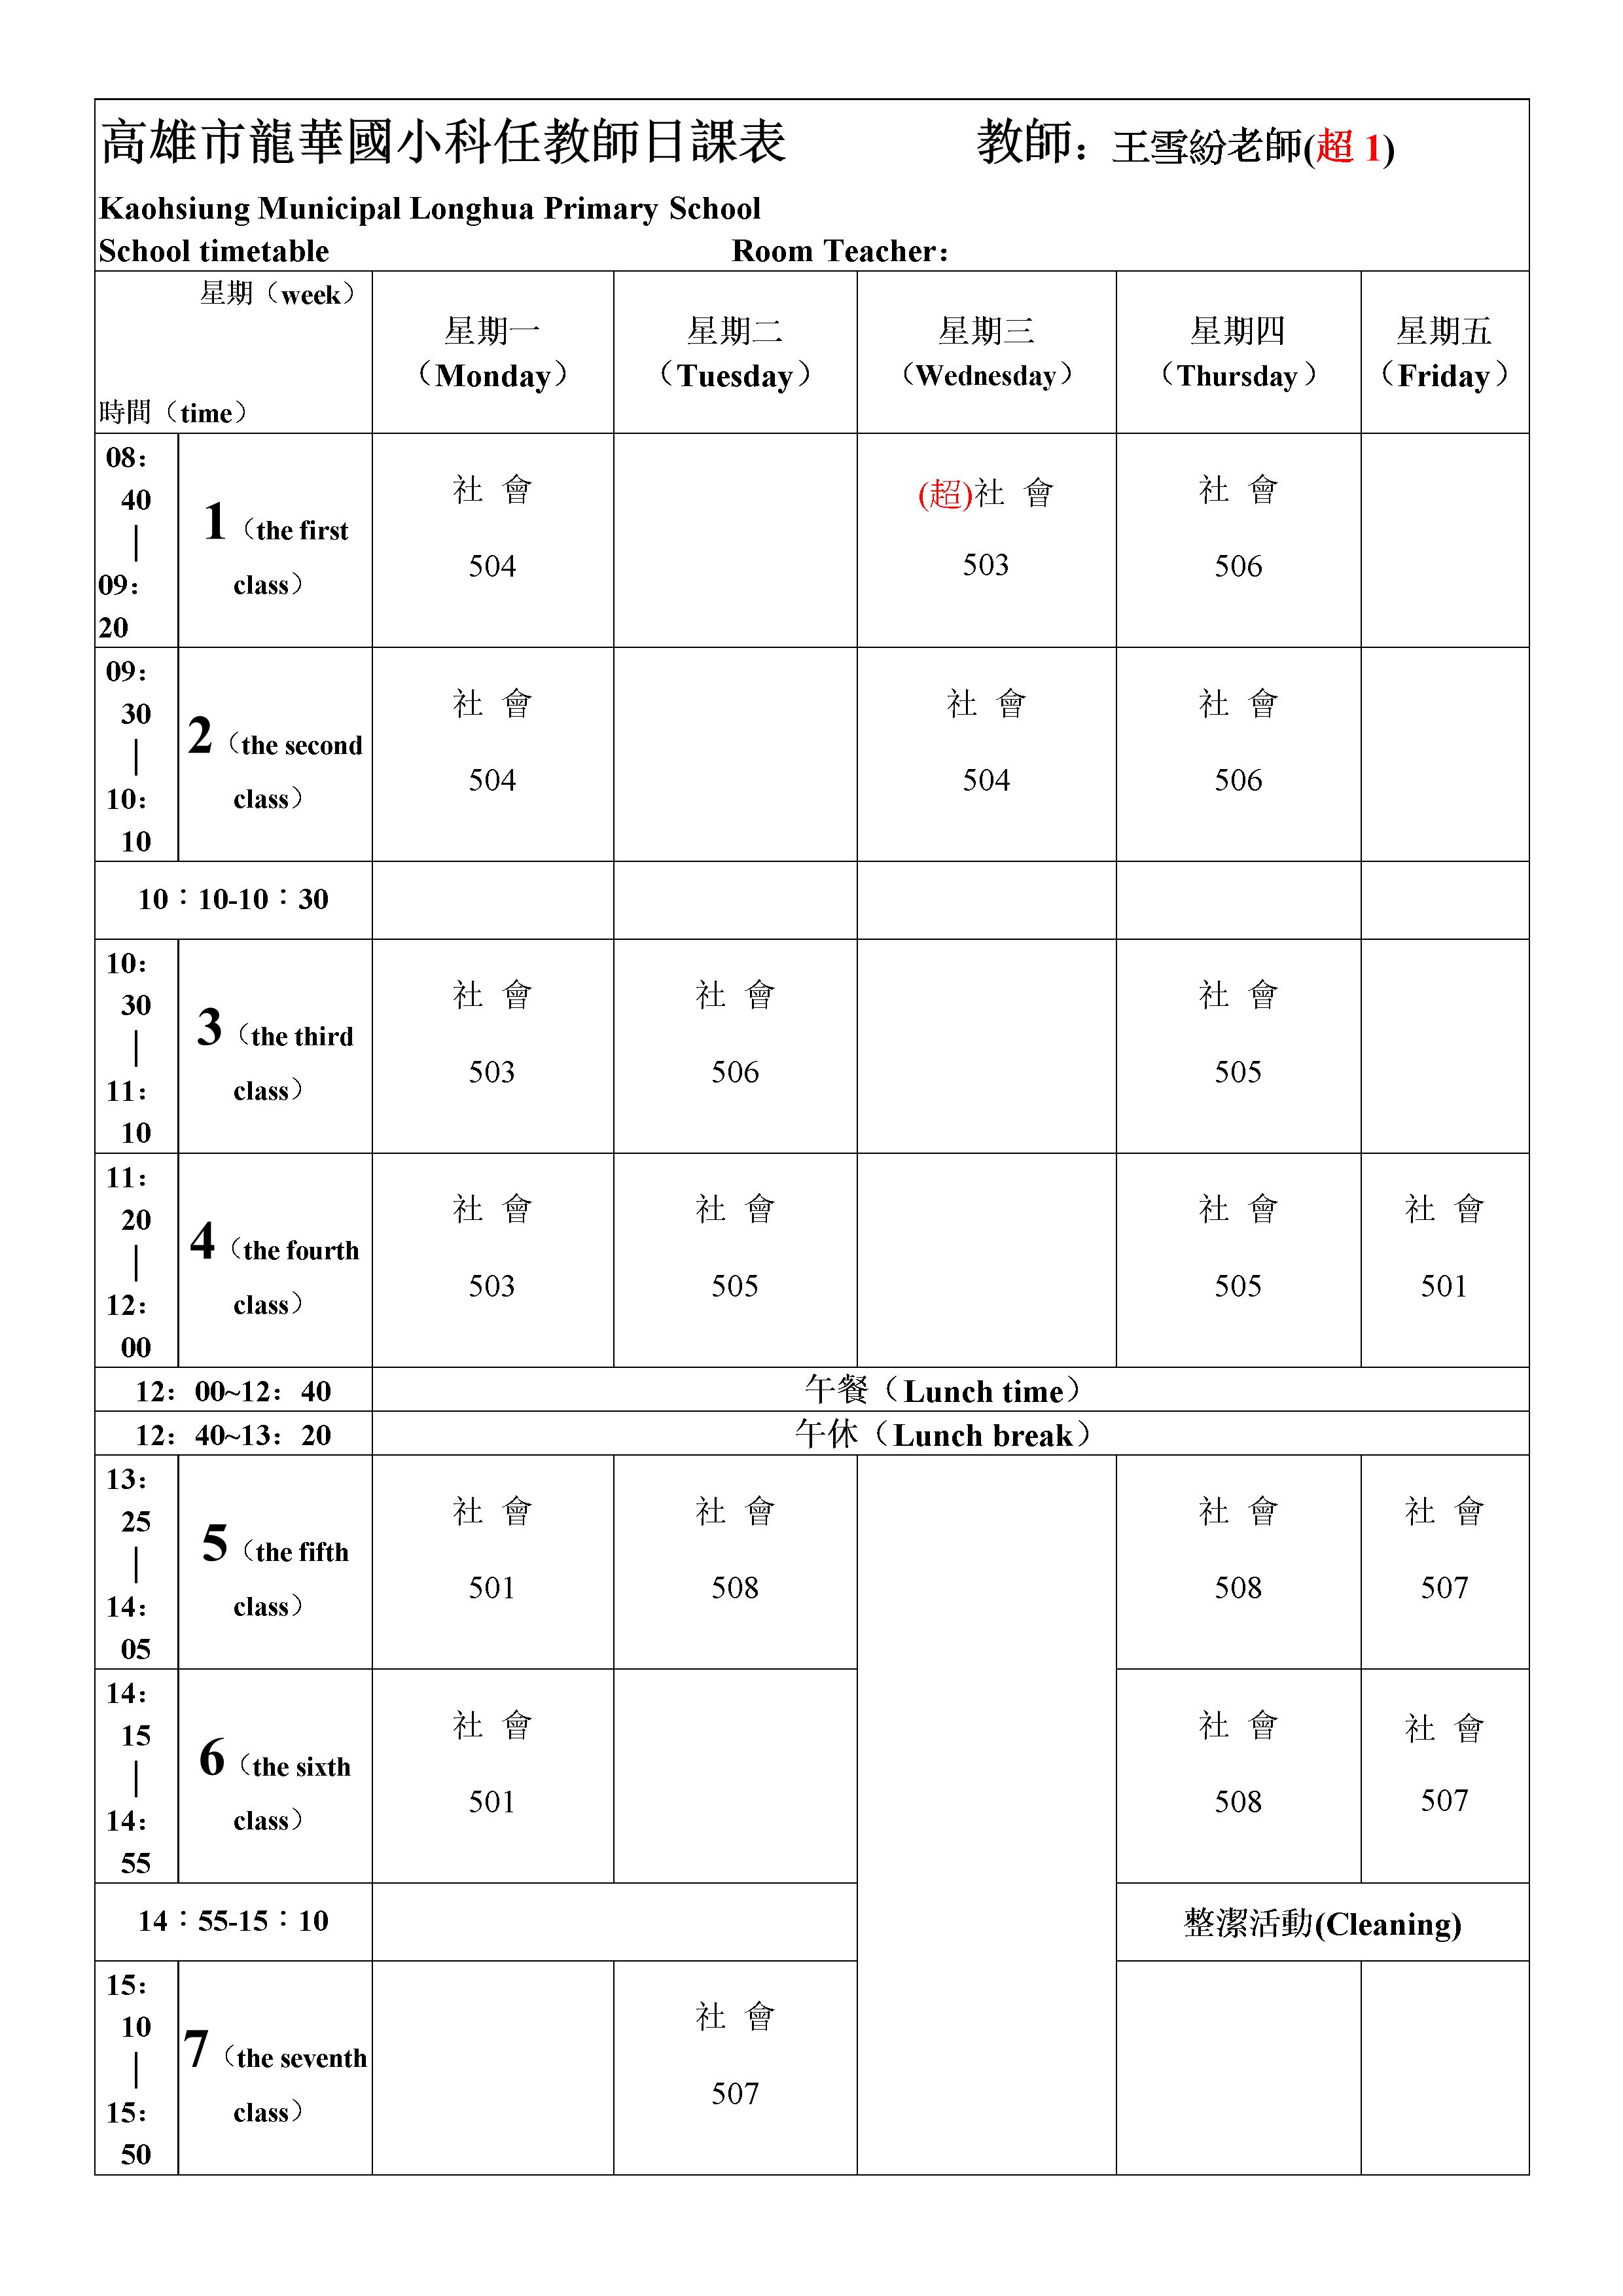 高雄市龍華國小科任教師日課表 教師：王雪紛老師(超 1)
Kaohsiung Municipal Longhua Primary School
School timetable Room Teacher：
星期（week）
時間（time）
星期一
（Monday）
星期二
（Tuesday）
星期三
（Wednesday）
星期四
（Thursday）
星期五
（Friday）
08：
40
｜
09：
20
1（the first
class）
社 會
504
(超)社 會
503
社 會
506
09：
30
｜
10：
10
2（the second
class）
社 會
504
社 會
504
社 會
506
10：10-10：30
10：
30
｜
11：
10
3（the third
class）
社 會
503
社 會
506
社 會
505
11：
20
｜
12：
00
4（the fourth
class）
社 會
503
社 會
505
社 會
505
社 會
501
12：00~12：40
午餐（Lunch time）
12：40~13：20
午休（Lunch break）
13：
25
｜
14：
05
5（the fifth
class）
社 會
501
社 會
508
社 會
508
社 會
507
14：
15
｜
14：
55
6（the sixth
class）
社 會
501
社 會
508
社 會
507
14：55-15：10
整潔活動(Cleaning)
15：
10
｜
15：
50
7（the seventh
class）
社 會
507